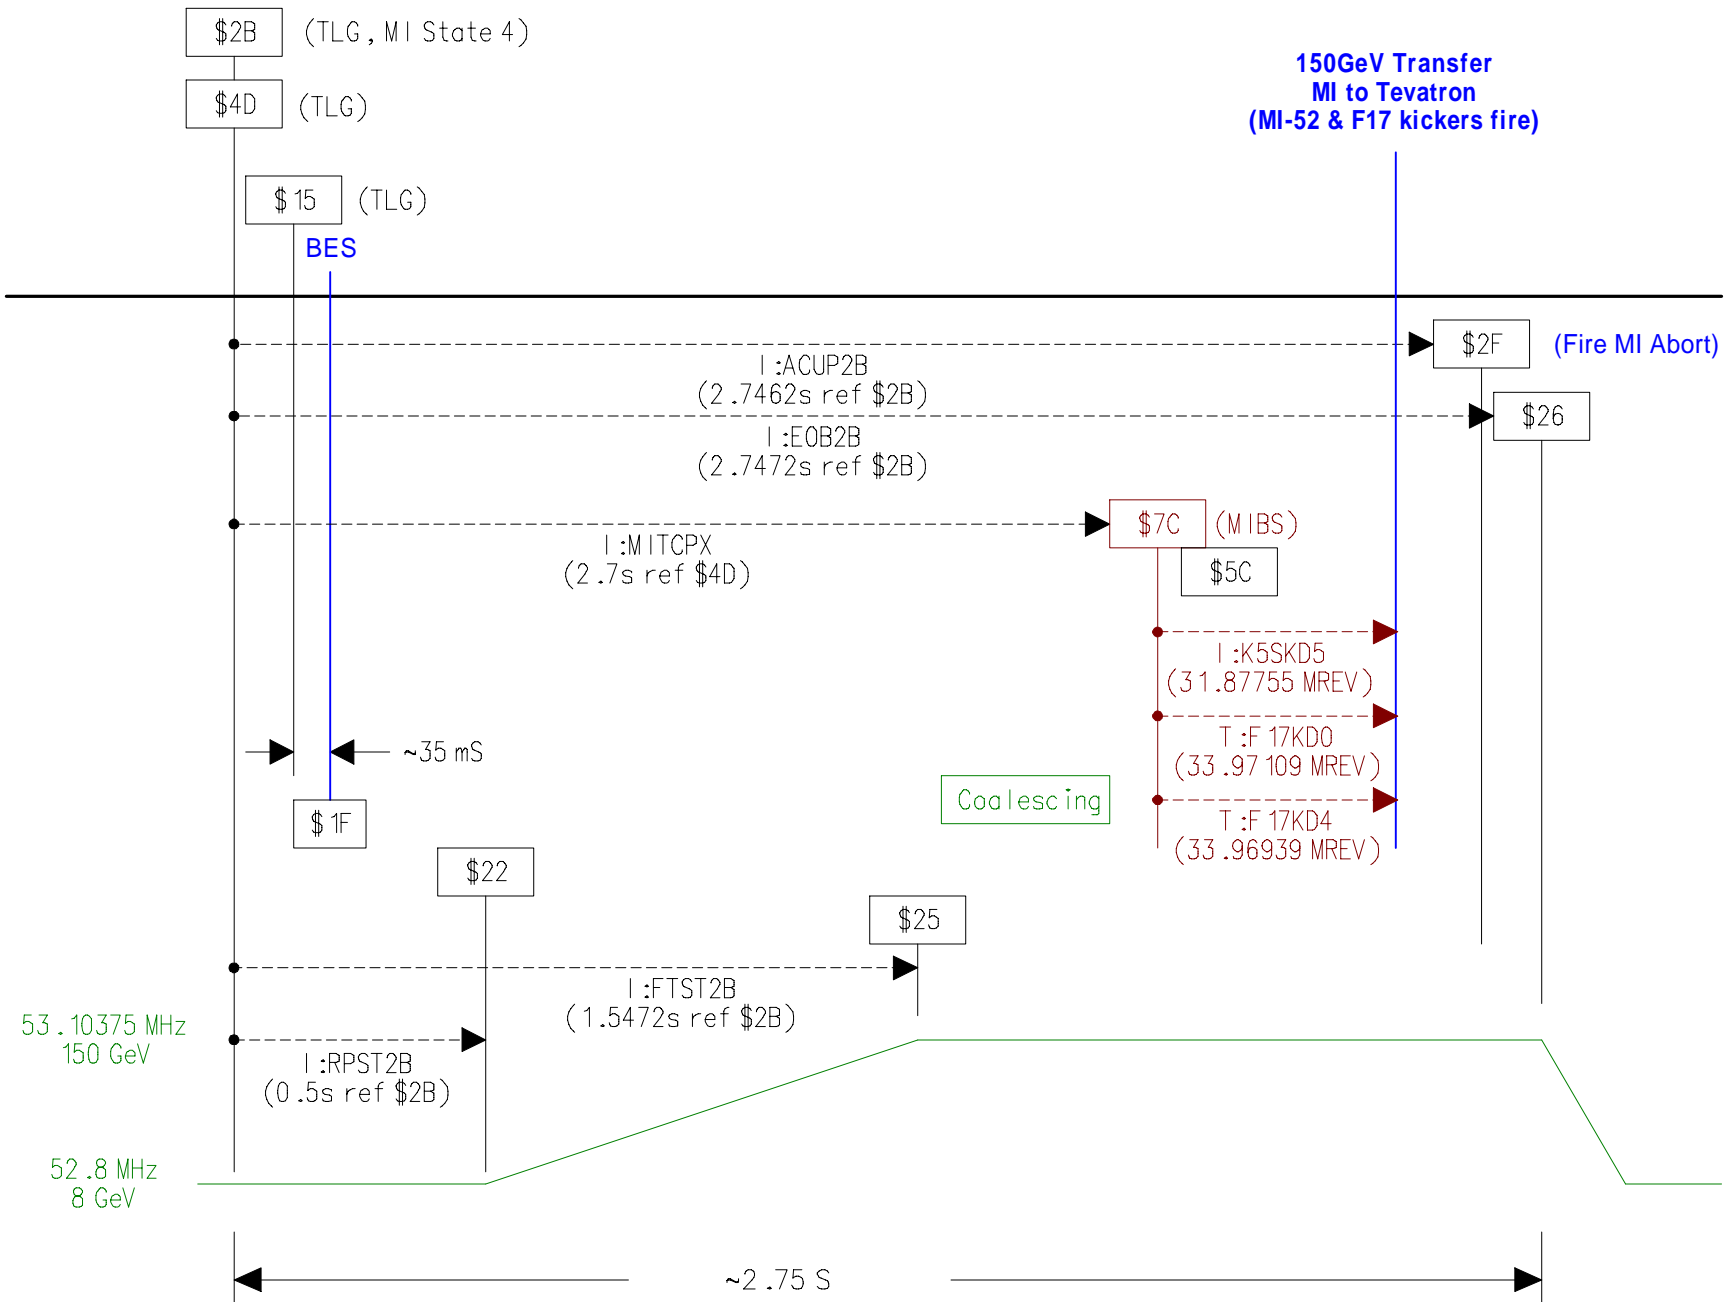 $2B (TLG, MI State 4)
$4D (TLG)
150GeV Transfer
MI to Tevatron
(MI-52 & F17 kickers fire)
$15 (TLG)
BES
$2F (Fire MI Abort)
I:ACUP2B
(2.7462s ref $2B)
$26
I:EOB2B
(2.7472s ref $2B)
$7C (MIBS)
I:MITCPX
(2.7s ref $4D)
$5C
I:K5SKD5
(31.87755 MREV)
T:F17KD0
(33.97109 MREV)
~35 mS
Coalescing
T:F17KD4
(33.96939 MREV)
$1F
$22
$25
I:FTST2B
(1.5472s ref $2B)
53.10375 MHz
150 GeV
I:RPST2B
(0.5s ref $2B)
52.8 MHz
8 GeV
~2.75 S